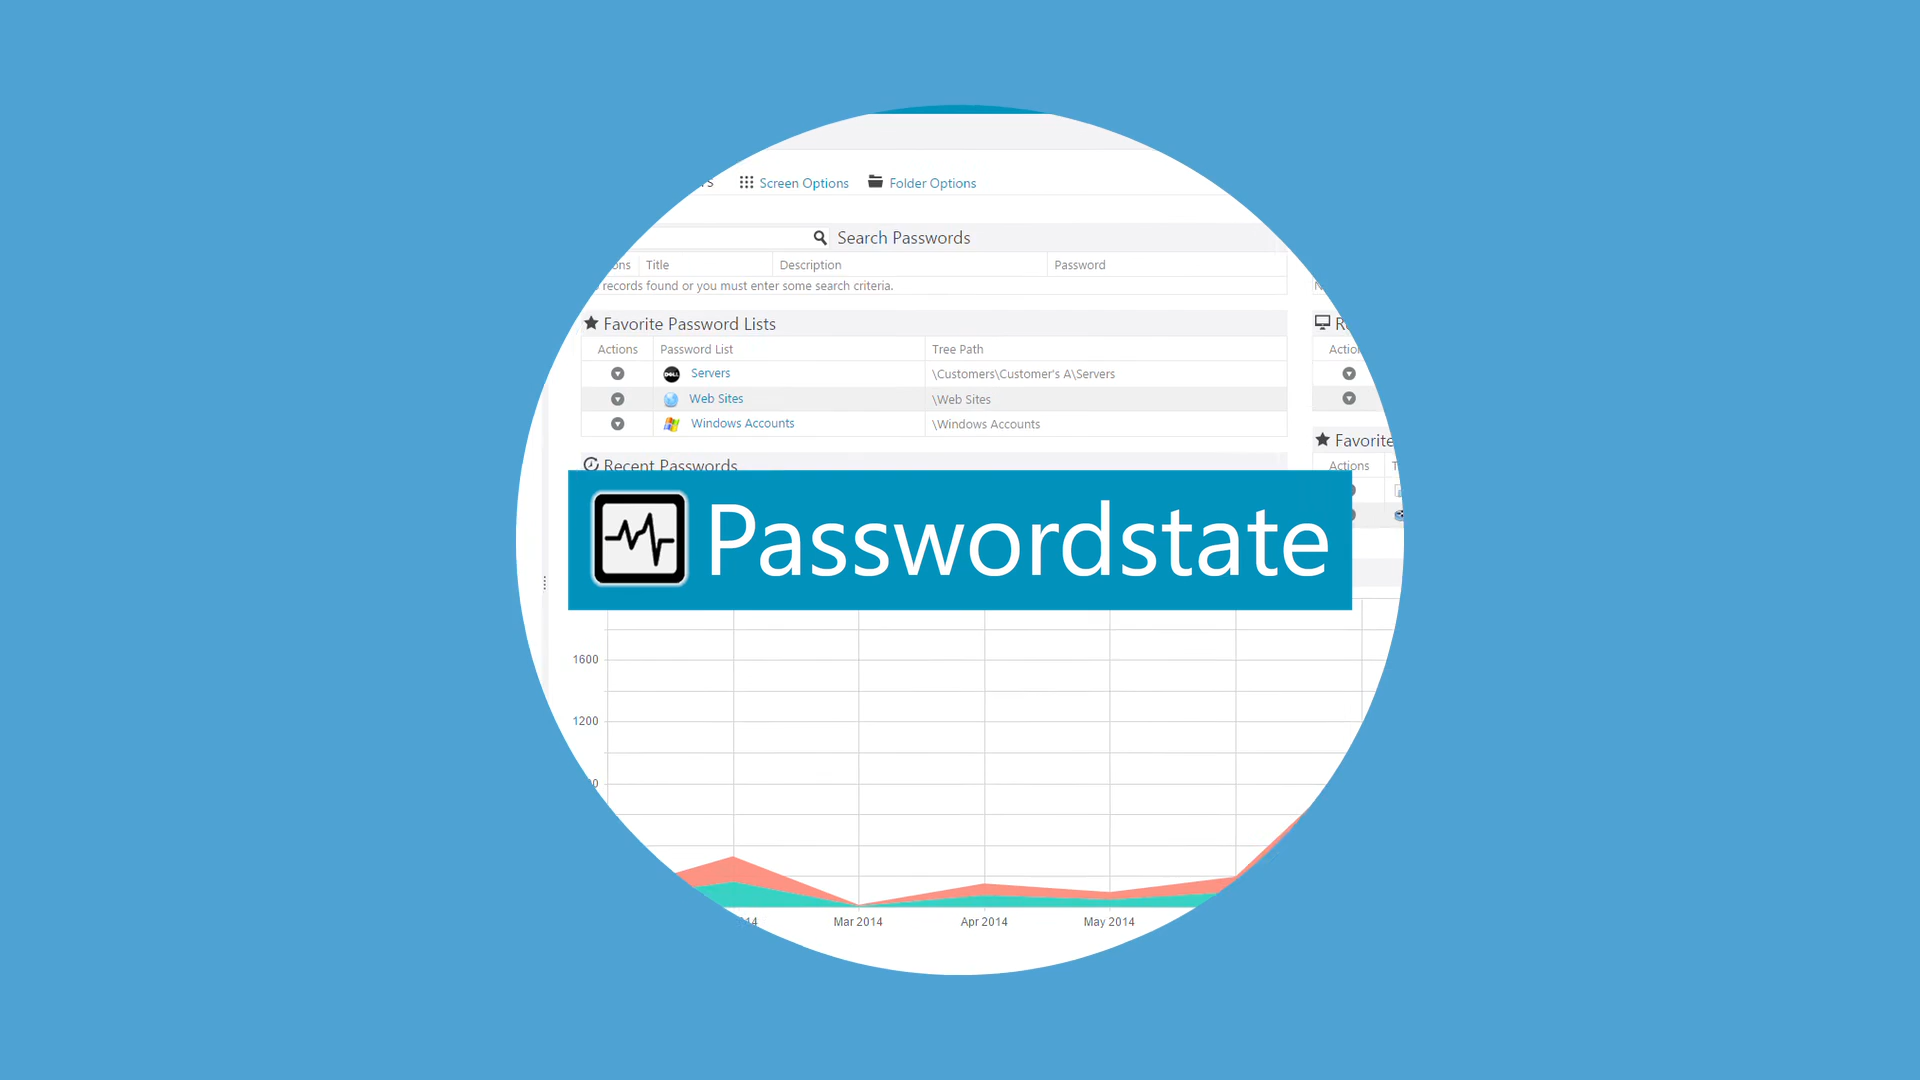 Screen Options Folder Options
Search Passwords
Title Description Password
records found or you must enter some search criteria.
Favorite Password Lists
Actions Password List Tree Path
Servers \Customers\Customer's A\Servers
Web Sites \Web Sites
Windows Accounts \Windows Accounts
Favorite
Recent Passwords
Actions
DELL
Passwordstate
1600
1200
Mar 2014 Apr 2014 May 2014